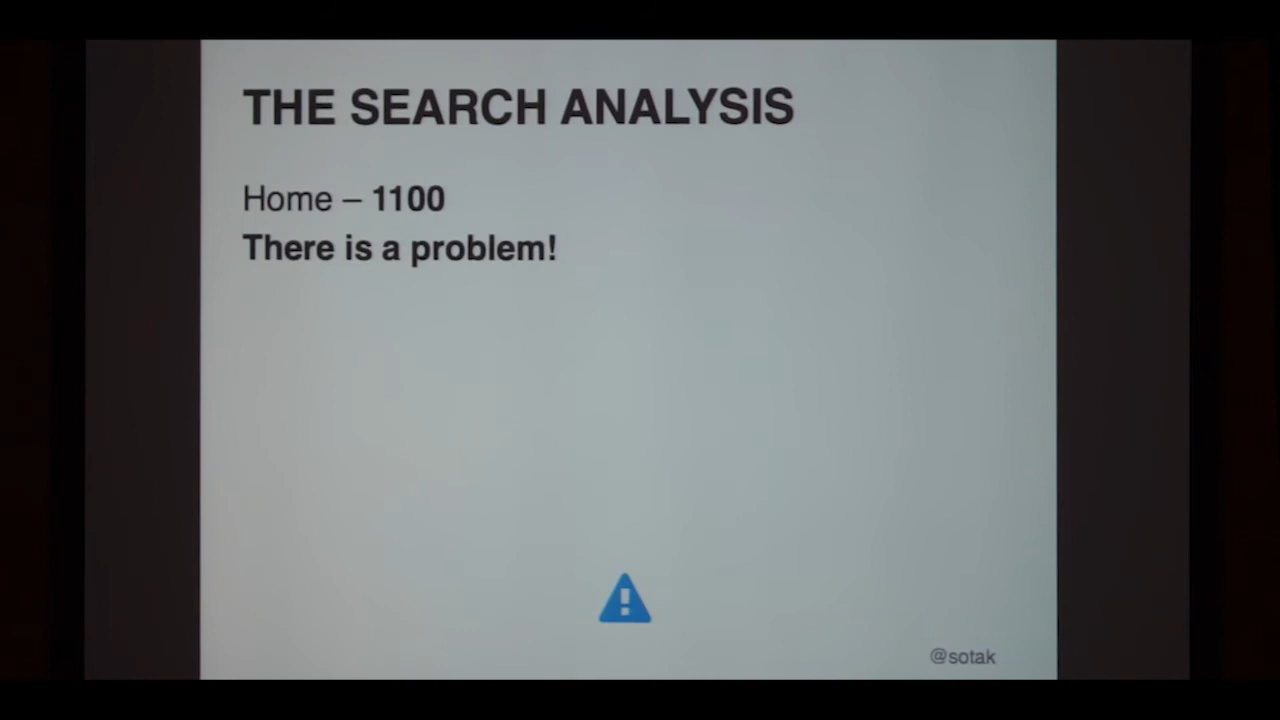 THE SEARCH ANALYSIS
Home – 1100
There is a problem!
@sotak